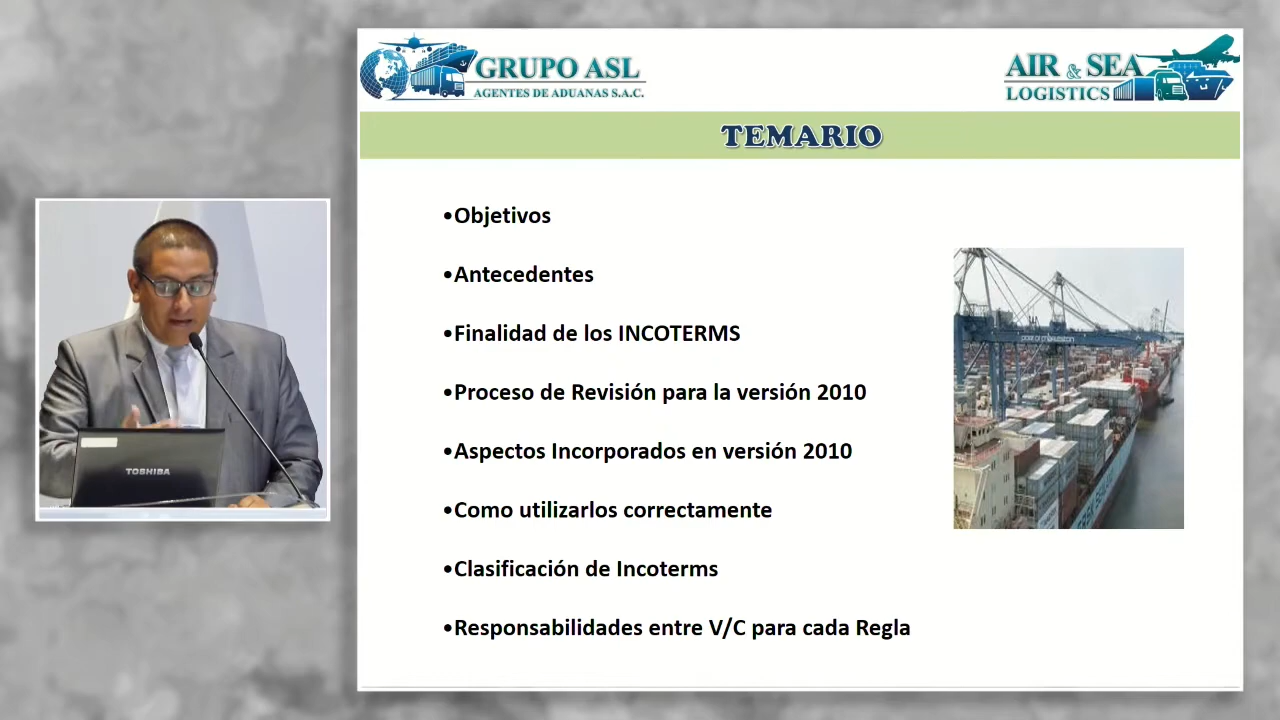 GRUPO ASL
AGENTES DE ADUANAS S.A.C.
AIR & SEA
LOGISTICS
TEMARIO
•Objetivos
•Antecedentes
•Finalidad de los INCOTERMS
•Proceso de Revisión para la versión 2010
•Aspectos Incorporados en versión 2010
•Como utilizarlos correctamente
•Clasificación de Incoterms
•Responsabilidades entre V/C para cada Regla
TOSHIBA